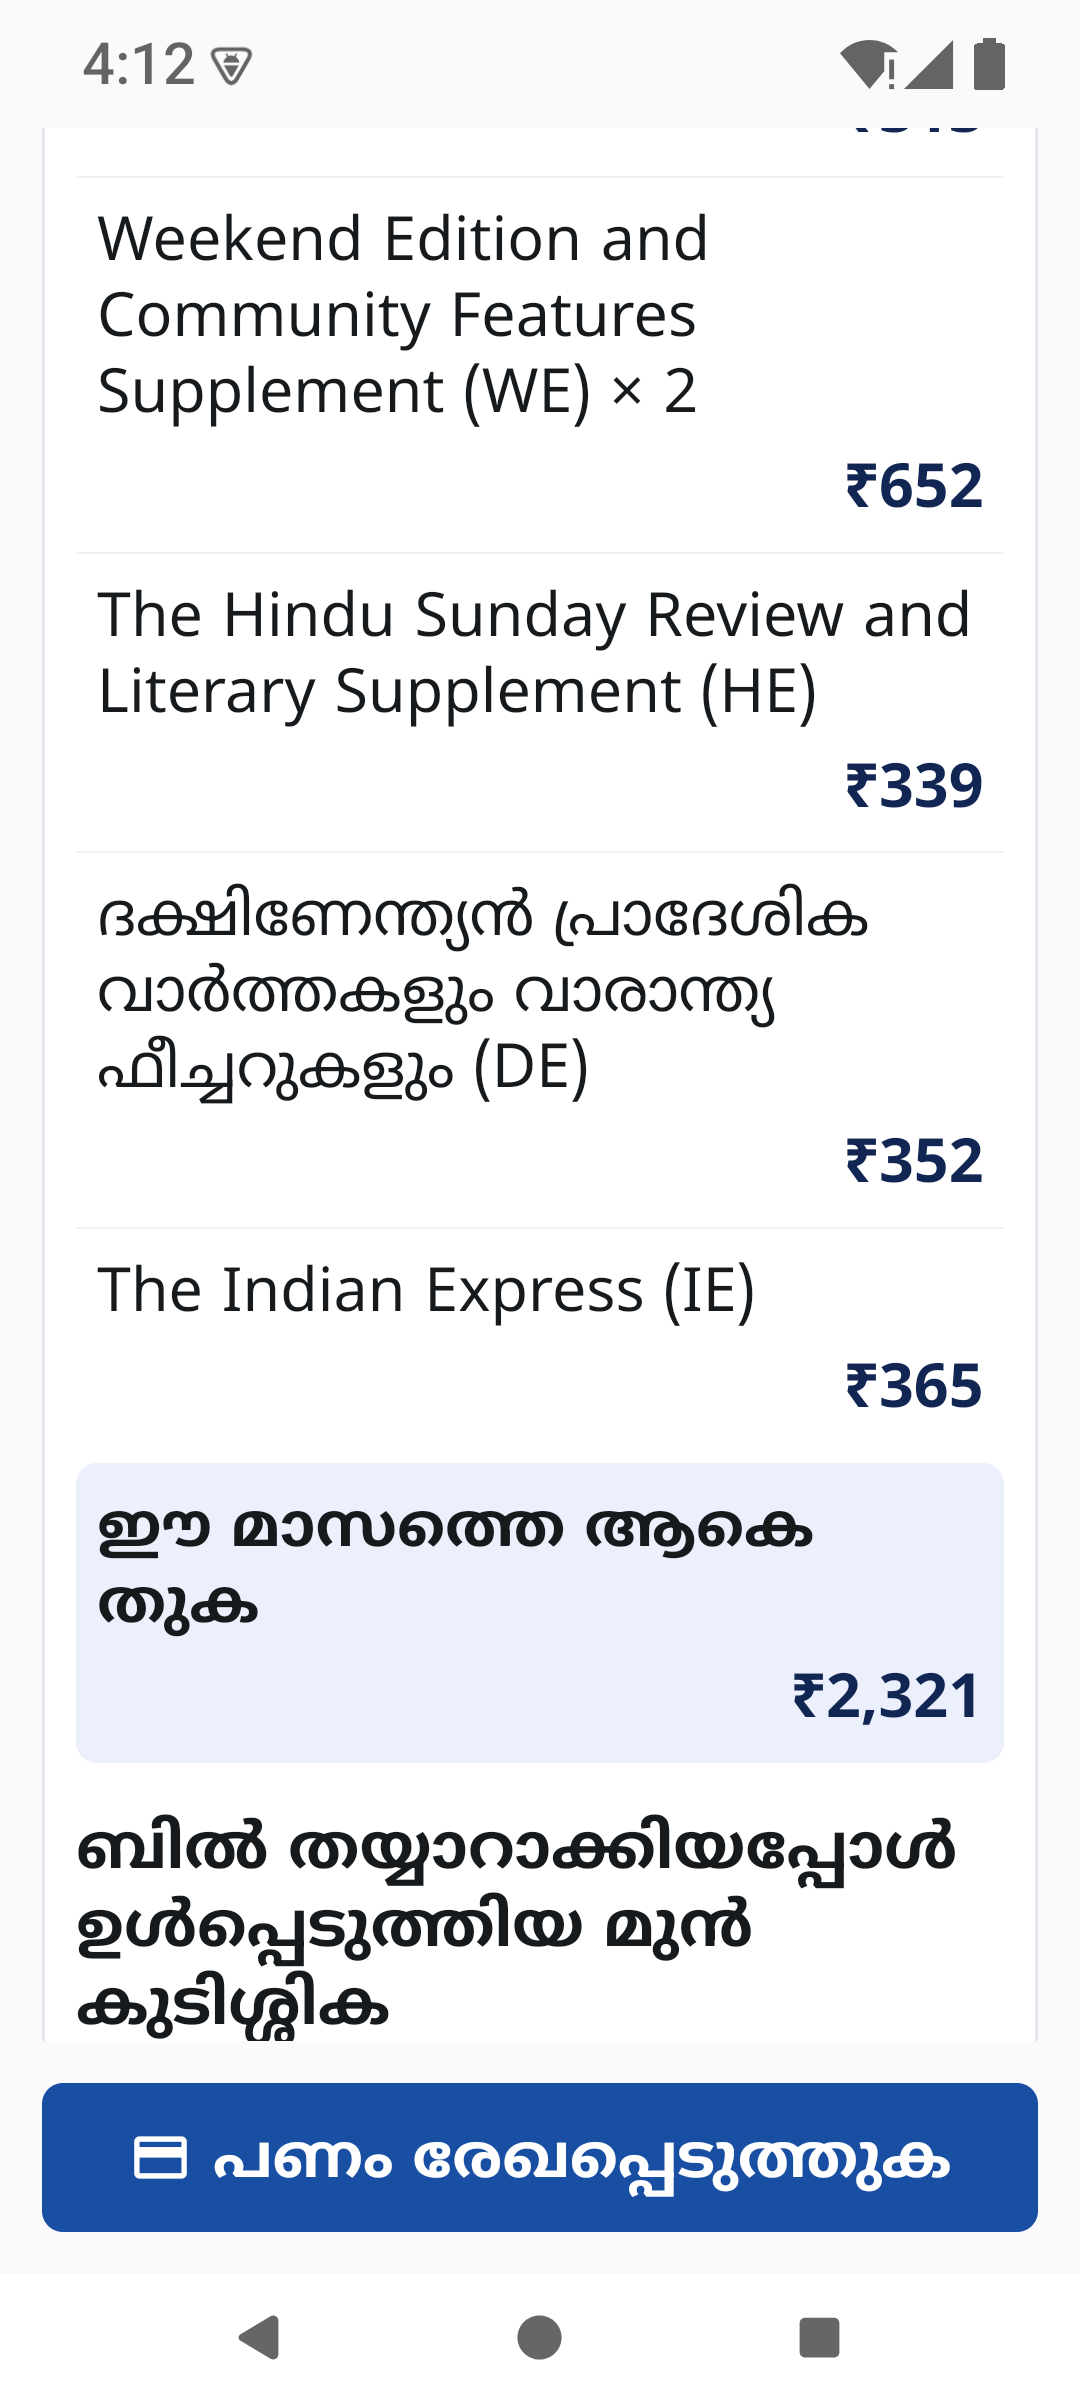 4:12
Weekend Edition and
Community Features
Supplement (WE) × 2
₹652
The Hindu Sunday Review and
Literary Supplement (HE)
₹339
ദക്ഷിണേന്ത്യൻ പ്രാദേശിക
വാർത്തകളും വാരാന്ത്യ
ഫീച്ചറുകളും (DE)
₹352
The Indian Express (IE)
₹365
ഈ മാസത്തെ ആകെ
തുക
₹2,321
ബിൽ തയ്യാറാക്കിയപ്പോൾ
ഉൾപ്പെടുത്തിയ മുൻ
കുടിശ്ശിക
പണം രേഖപ്പെടുത്തുക